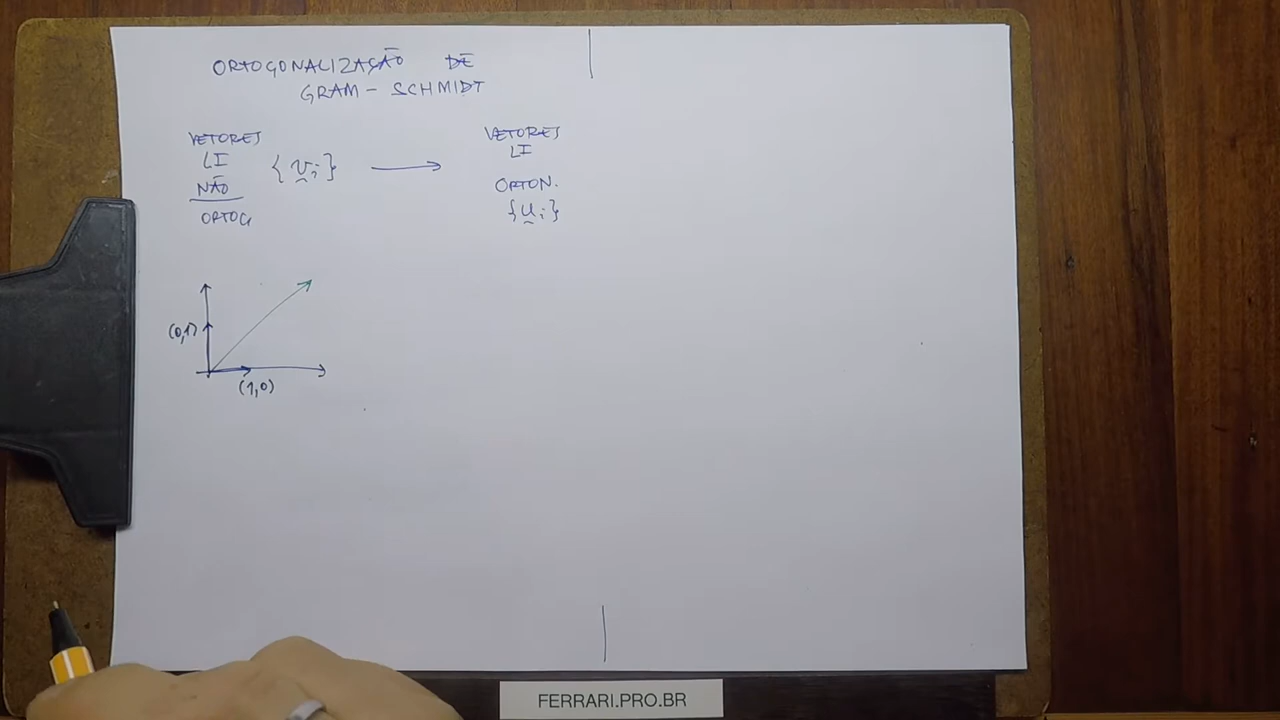 ORTOGONALIZAÇÃO DE
GRAM - SCHMIDT
VETORES
LI
NÃO
ORTOG
{vi}
VETORES
LI
ORTON.
{ui}
(0,1)
(1,0)
FERRARI.PRO.BR